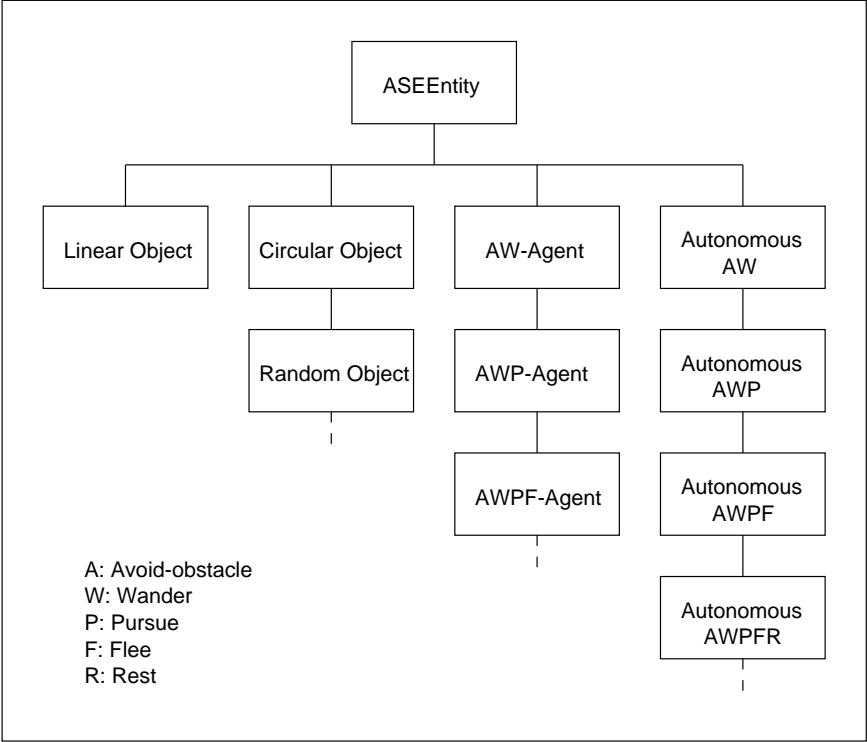 ASEEntity
Linear Object
Circular Object
AW-Agent
Autonomous
AW
Random Object
AWP-Agent
Autonomous
AWP
AWPF-Agent
Autonomous
AWPF
Autonomous
AWPFR
A: Avoid-obstacle
W: Wander
P: Pursue
F: Flee
R: Rest